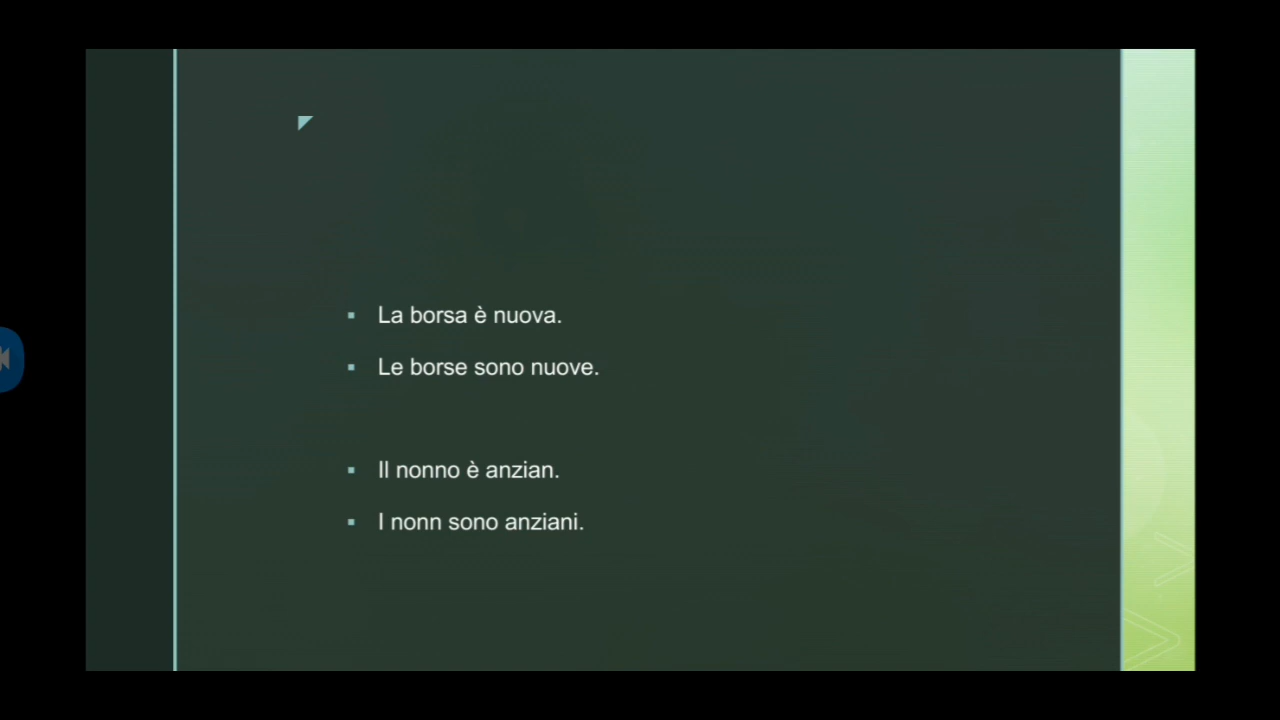 La borsa è nuova.
Le borse sono nuove.
Il nonno è anzian.
I nonn sono anziani.